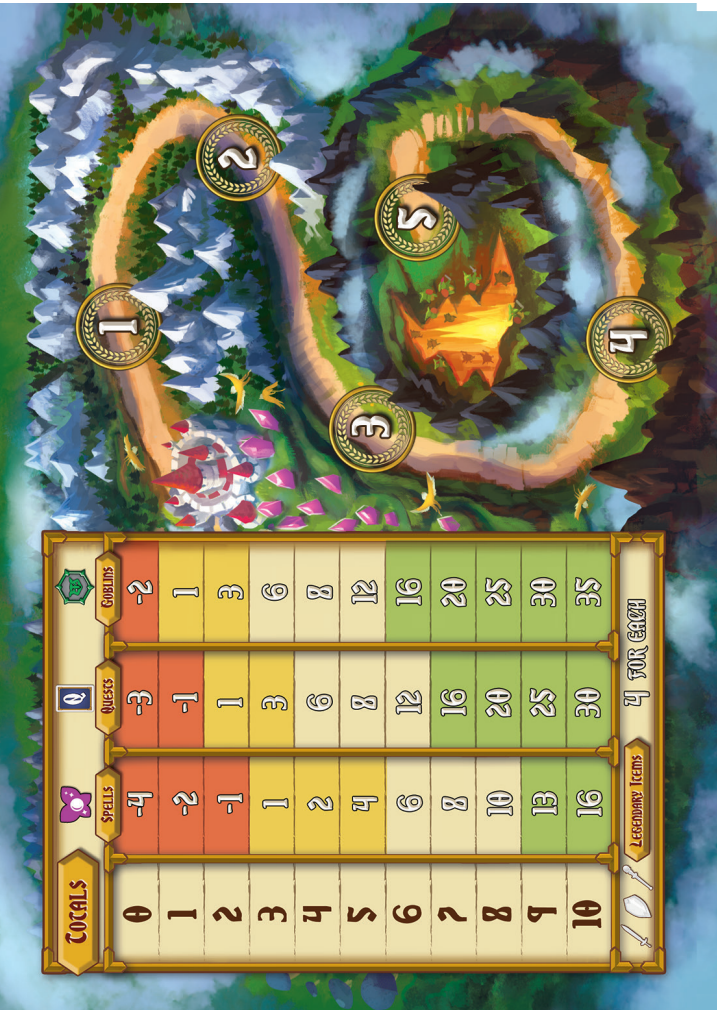 Q
TOTALS SPELLS QUESTS GOBLINS
0 -4 -3 -2
1 -2 -1 1
2 -1 1 3
3 1 3 6
4 2 6 8
5 4 8 12
6 6 12 16
7 8 16 20
8 10 20 25
9 13 25 30
10 16 30 35
LEGENDARY ITEMS 4 FOR EACH
1
2
3
4
5